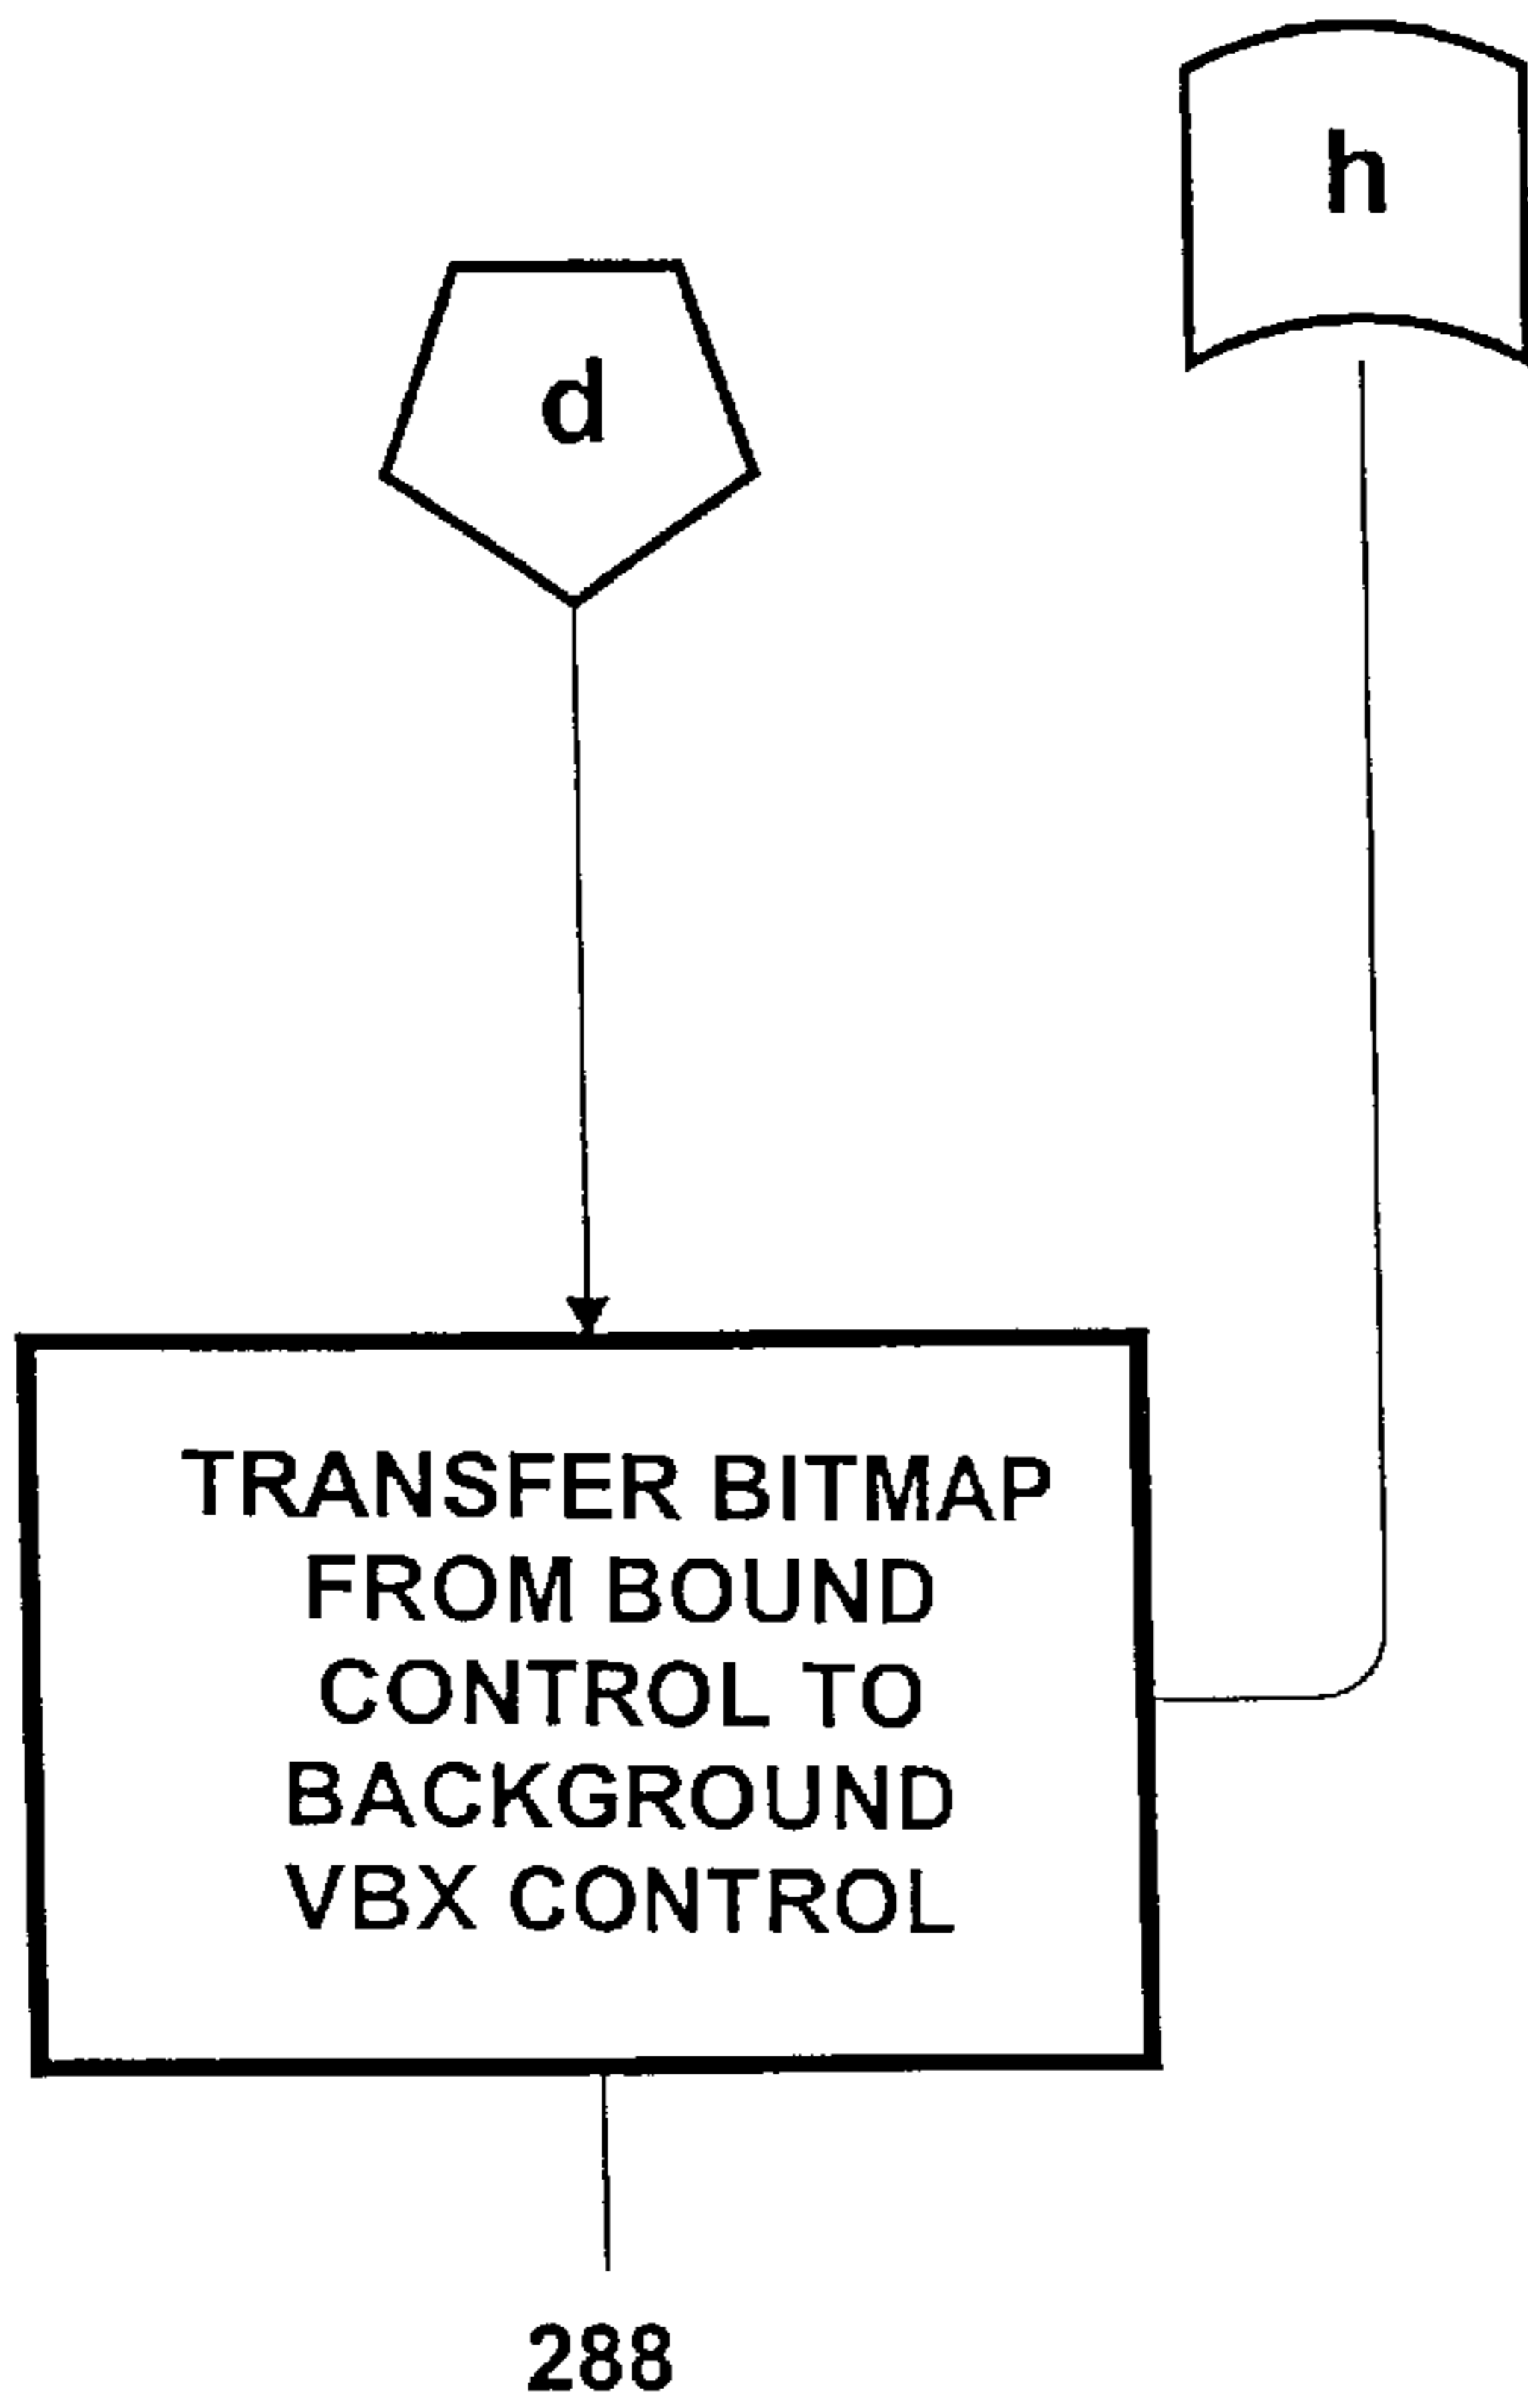 h
d
TRANSFER BITMAP
FROM BOUND
CONTROL TO
BACKGROUND
VBX CONTROL
288